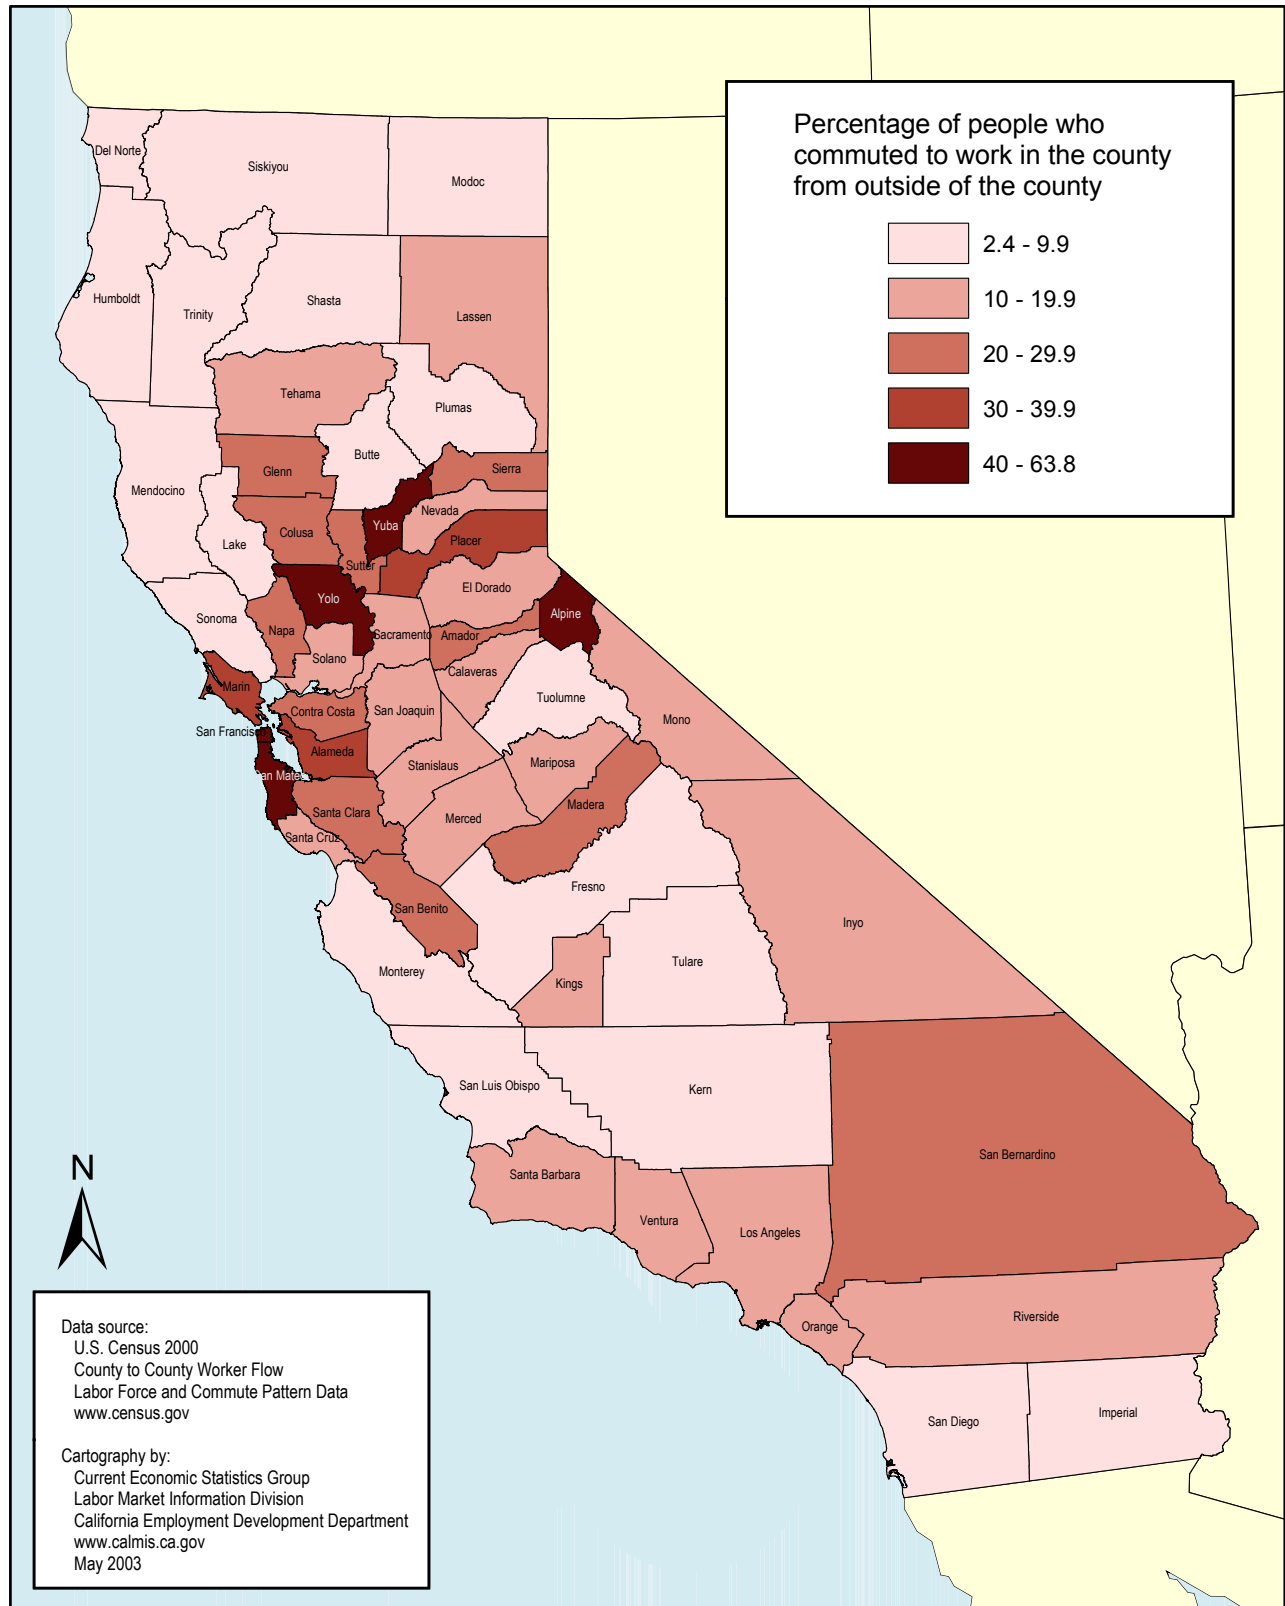 Percentage of people who
commuted to work in the county
from outside of the county
2.4 - 9.9
10 - 19.9
20 - 29.9
30 - 39.9
40 - 63.8
Del Norte
Siskiyou
Modoc
Humboldt
Trinity
Shasta
Lassen
Tehama
Plumas
Butte
Glenn
Sierra
Mendocino
Nevada
Yuba
Colusa
Placer
Lake
Sutter
El Dorado
Yolo
Alpine
Sonoma
Napa
Sacramento
Amador
Solano
Calaveras
Marin
Tuolumne
Contra Costa
San Joaquin
Mono
San Francisco
Alameda
Stanislaus
Mariposa
San Mateo
Madera
Santa Clara
Merced
Santa Cruz
Fresno
San Benito
Inyo
Tulare
Monterey
Kings
San Luis Obispo
Kern
San Bernardino
Santa Barbara
Ventura
Los Angeles
Riverside
Orange
Imperial
San Diego
N
Data source:
U.S. Census 2000
County to County Worker Flow
Labor Force and Commute Pattern Data
www.census.gov
Cartography by:
Current Economic Statistics Group
Labor Market Information Division
California Employment Development Department
www.calmis.ca.gov
May 2003